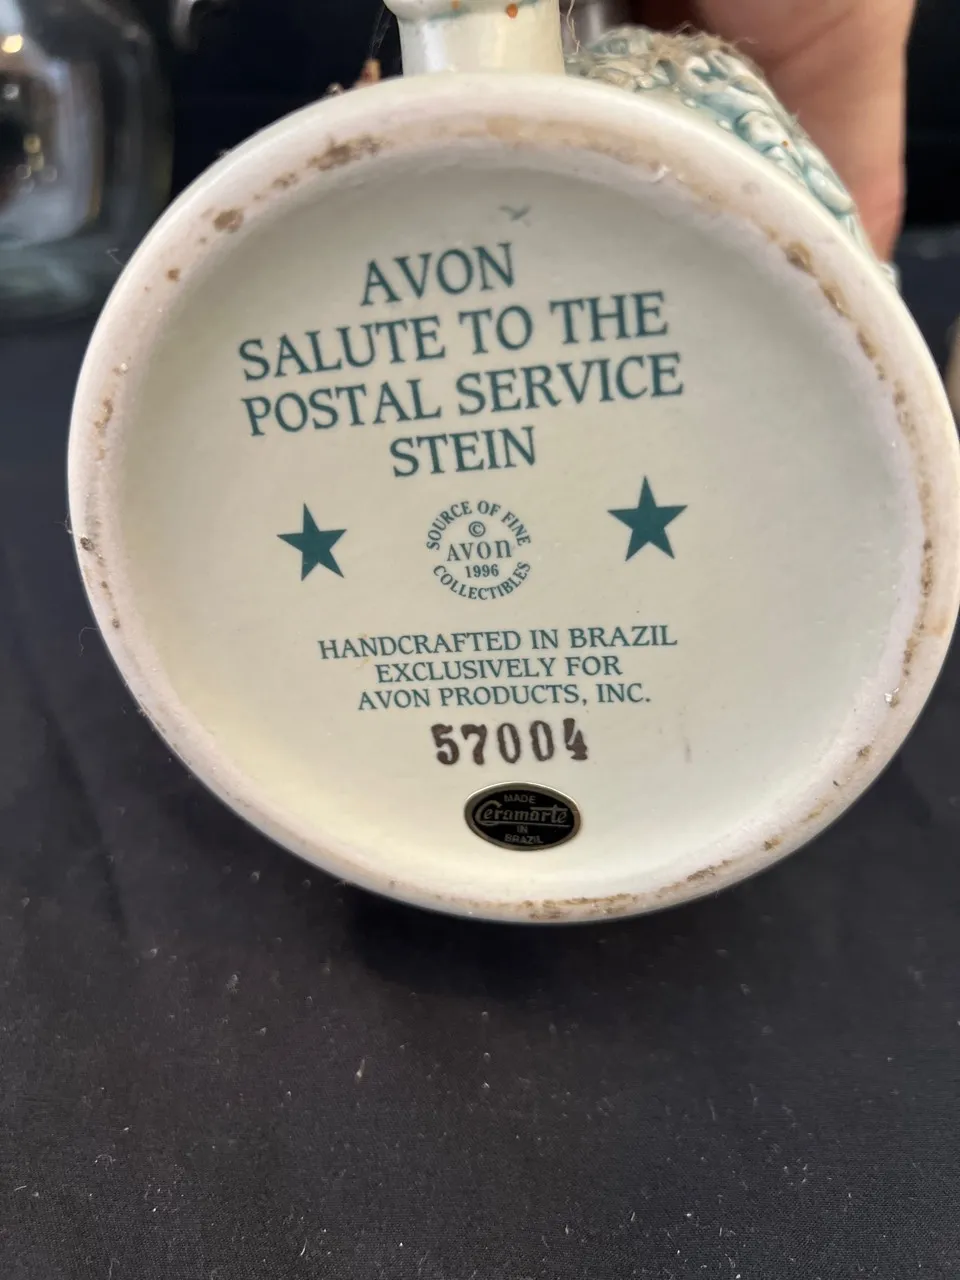 AVON
SALUTE TO THE
POSTAL SERVICE
STEIN
SOURCE OF FINE
©
AVON
1996
COLLECTIBLES
HANDCRAFTED IN BRAZIL
EXCLUSIVELY FOR
AVON PRODUCTS, INC.
57004
MADE
Ceramarte
IN
BRAZIL